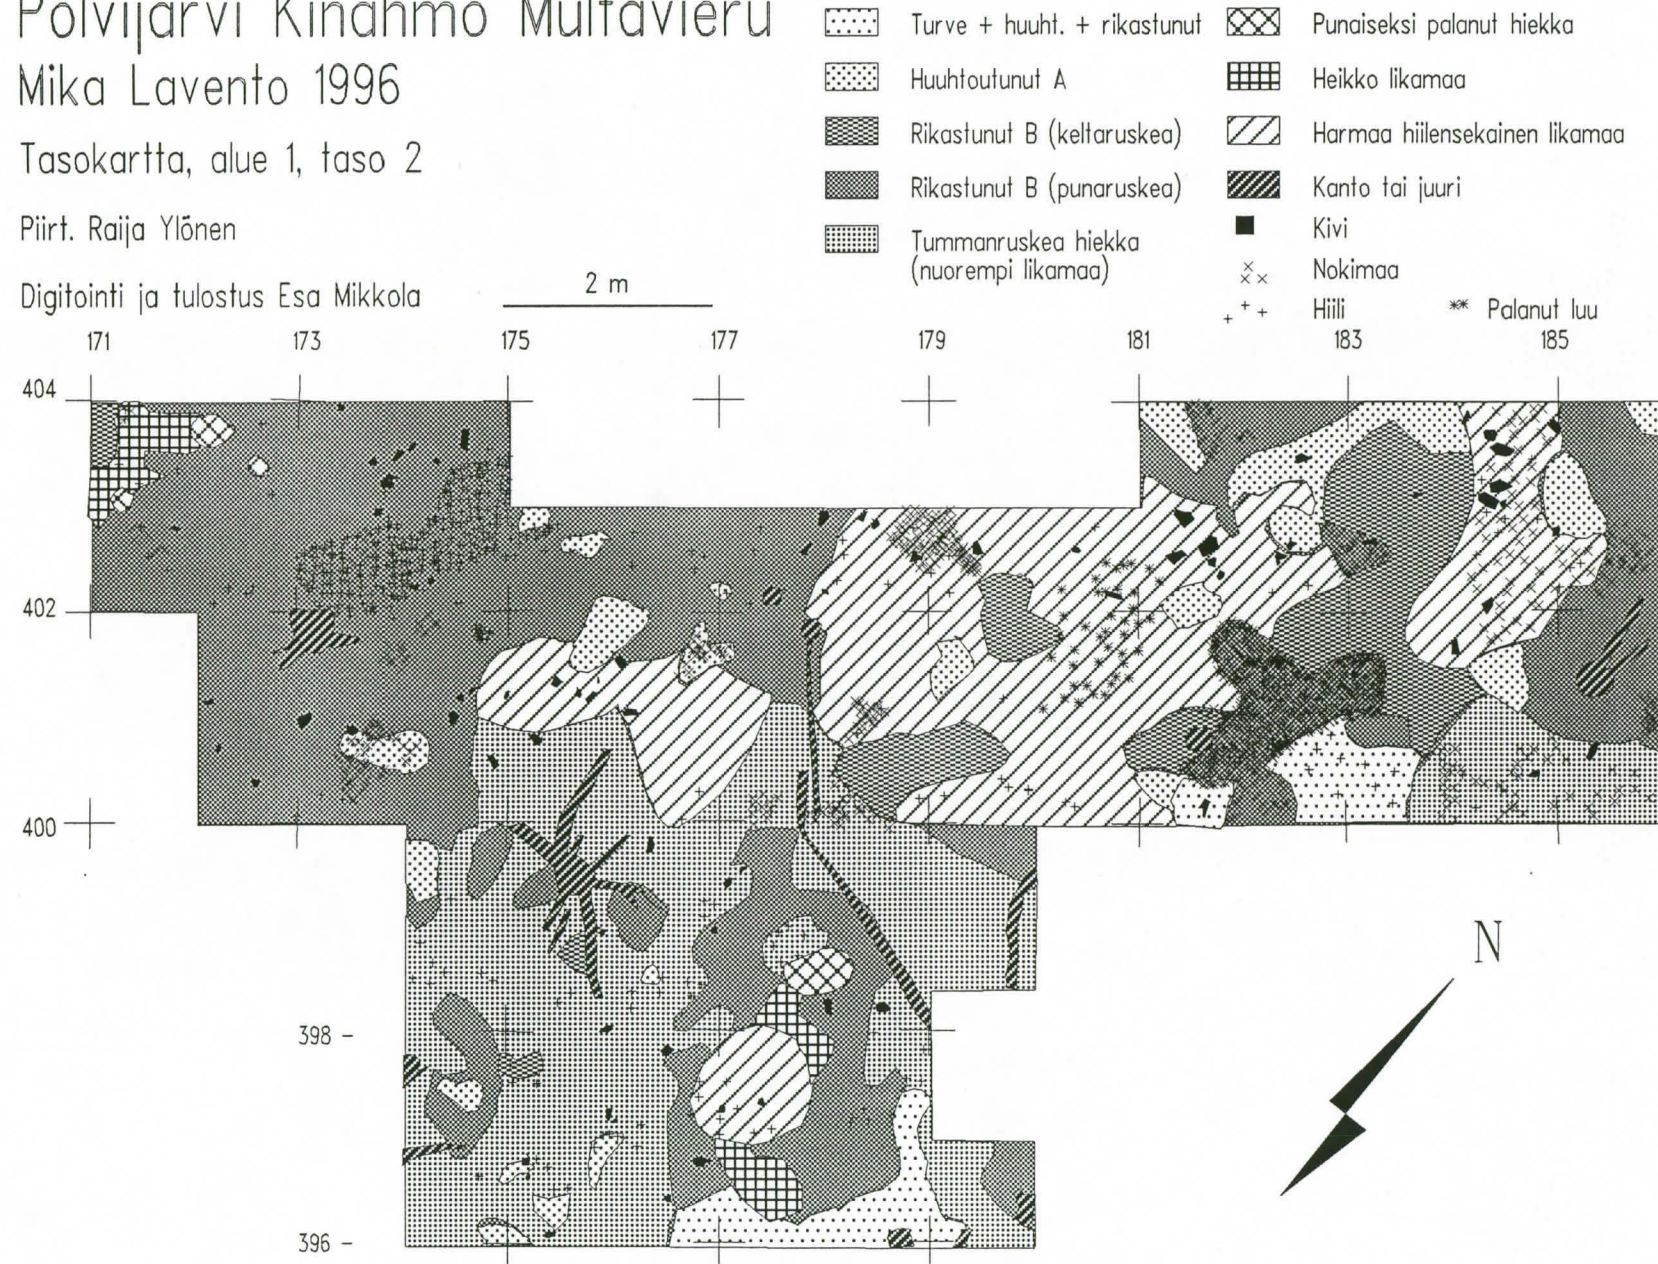 Polvijärvi Kinahmo Multavieru
Mika Lavento 1996
Tasokartta, alue 1, taso 2
Piirt. Raija Ylönen
Digitointi ja tulostus Esa Mikkola
2 m
Turve + huuht. + rikastunut
Huuhtoutunut A
Rikastunut B (keltaruskea)
Rikastunut B (punaruskea)
Tummanruskea hiekka
(nuorempi likamaa)
Punaiseksi palanut hiekka
Heikko likamaa
Harmaa hiilensekainen likamaa
Kanto tai juuri
Kivi
Nokimaa
Hiili
Palanut luu
171 173 175 177 179 181 183 185
404
402
400
398 -
396 -
N